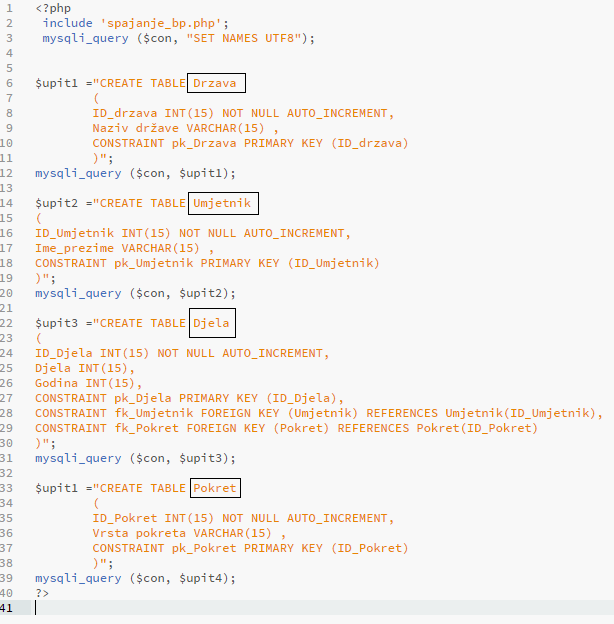 1 <?php
2 include 'spajanje_bp.php';
3 mysqli_query ($con, "SET NAMES UTF8");
4
5
6 $upit1 ="CREATE TABLE Drzava
7 (
8 ID_drzava INT(15) NOT NULL AUTO_INCREMENT,
9 Naziv države VARCHAR(15) ,
10 CONSTRAINT pk_Drzava PRIMARY KEY (ID_drzava)
11 )";
12 mysqli_query ($con, $upit1);
13
14 $upit2 ="CREATE TABLE Umjetnik
15 (
16 ID_Umjetnik INT(15) NOT NULL AUTO_INCREMENT,
17 Ime_prezime VARCHAR(15) ,
18 CONSTRAINT pk_Umjetnik PRIMARY KEY (ID_Umjetnik)
19 )";
20 mysqli_query ($con, $upit2);
21
22 $upit3 ="CREATE TABLE Djela
23 (
24 ID_Djela INT(15) NOT NULL AUTO_INCREMENT,
25 Djela INT(15),
26 Godina INT(15),
27 CONSTRAINT pk_Djela PRIMARY KEY (ID_Djela),
28 CONSTRAINT fk_Umjetnik FOREIGN KEY (Umjetnik) REFERENCES Umjetnik(ID_Umjetnik),
29 CONSTRAINT fk_Pokret FOREIGN KEY (Pokret) REFERENCES Pokret(ID_Pokret)
30 )";
31 mysqli_query ($con, $upit3);
32
33 $upit1 ="CREATE TABLE Pokret
34 (
35 ID_Pokret INT(15) NOT NULL AUTO_INCREMENT,
36 Vrsta pokreta VARCHAR(15) ,
37 CONSTRAINT pk_Pokret PRIMARY KEY (ID_Pokret)
38 )";
39 mysqli_query ($con, $upit4);
40 ?>
41